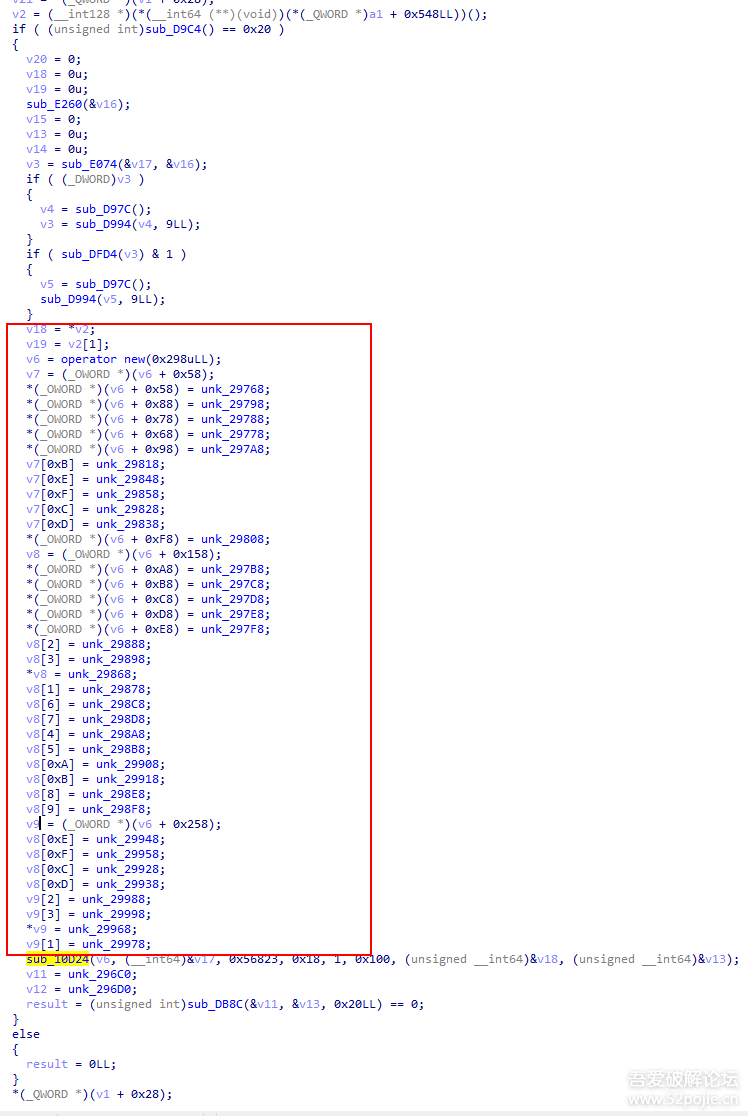 v2 = (__int128 *)(*(__int64 (**)(void))(*(_QWORD *)a1 + 0x548LL))();
if ( (unsigned int)sub_D9C4() == 0x20 )
{
v20 = 0;
v18 = 0u;
v19 = 0u;
sub_E260(&v16);
v15 = 0;
v13 = 0u;
v14 = 0u;
v3 = sub_E074(&v17, &v16);
if ( (_DWORD)v3 )
{
v4 = sub_D97C();
v3 = sub_D994(v4, 9LL);
}
if ( sub_DFD4(v3) & 1 )
{
v5 = sub_D97C();
sub_D994(v5, 9LL);
}
v18 = *v2;
v19 = v2[1];
v6 = operator new(0x298uLL);
v7 = (_OWORD *)(v6 + 0x58);
*(_OWORD *)(v6 + 0x58) = unk_29768;
*(_OWORD *)(v6 + 0x88) = unk_29798;
*(_OWORD *)(v6 + 0x78) = unk_29788;
*(_OWORD *)(v6 + 0x68) = unk_29778;
*(_OWORD *)(v6 + 0x98) = unk_297A8;
v7[0xB] = unk_29818;
v7[0xE] = unk_29848;
v7[0xF] = unk_29858;
v7[0xC] = unk_29828;
v7[0xD] = unk_29838;
*(_OWORD *)(v6 + 0xF8) = unk_29808;
v8 = (_OWORD *)(v6 + 0x158);
*(_OWORD *)(v6 + 0xA8) = unk_297B8;
*(_OWORD *)(v6 + 0xB8) = unk_297C8;
*(_OWORD *)(v6 + 0xC8) = unk_297D8;
*(_OWORD *)(v6 + 0xD8) = unk_297E8;
*(_OWORD *)(v6 + 0xE8) = unk_297F8;
v8[2] = unk_29888;
v8[3] = unk_29898;
*v8 = unk_29868;
v8[1] = unk_29878;
v8[6] = unk_298C8;
v8[7] = unk_298D8;
v8[4] = unk_298A8;
v8[5] = unk_298B8;
v8[0xA] = unk_29908;
v8[0xB] = unk_29918;
v8[8] = unk_298E8;
v8[9] = unk_298F8;
v9 = (_OWORD *)(v6 + 0x258);
v8[0xE] = unk_29948;
v8[0xF] = unk_29958;
v8[0xC] = unk_29928;
v8[0xD] = unk_29938;
v9[2] = unk_29988;
v9[3] = unk_29998;
*v9 = unk_29968;
v9[1] = unk_29978;
sub_10D24(v6, (__int64)&v17, 0x56823, 0x18, 1, 0x100, (unsigned __int64)&v18, (unsigned __int64)&v13);
v11 = unk_296C0;
v12 = unk_296D0;
result = (unsigned int)sub_DB8C(&v11, &v13, 0x20LL) == 0;
}
else
{
result = 0LL;
}
*(_QWORD *)(v1 + 0x28);
吾爱破解论坛
www.52pojie.cn